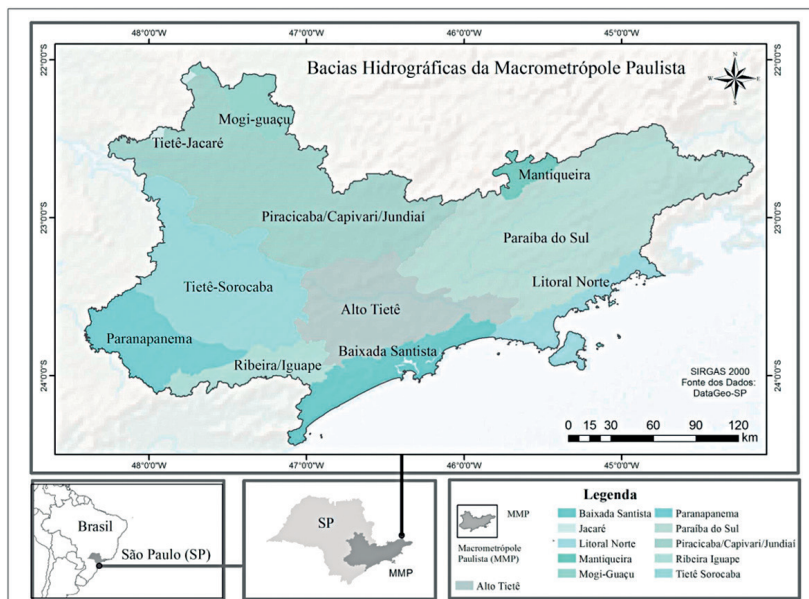 48°0'0"W 47°0'0"W 46°0'0"W 45°0'0"W
22°0'0"S
23°0'0"S
24°0'0"S
Bacias Hidrográficas da Macrometrópole Paulista
N
W E
S
Mogi-guaçu
Tietê-Jacaré
Mantiqueira
Piracicaba/Capivari/Jundiaí
Paraíba do Sul
Tietê-Sorocaba
Litoral Norte
Alto Tietê
Paranapanema
Baixada Santista
Ribeira/Iguape
SIRGAS 2000
Fonte dos Dados:
DataGeo-SP
0 15 30 60 90 120
km
22°0'0"S
23°0'0"S
24°0'0"S
48°0'0"W 47°0'0"W 46°0'0"W 45°0'0"W
Brasil
São Paulo (SP)
SP
MMP
Legenda
MMP
Macrometrópole
Paulista (MMP)
Alto Tietê
Baixada Santista
Jacaré
Litoral Norte
Mantiqueira
Mogi-Guaçu
Paranapanema
Paraíba do Sul
Piracicaba/Capivari/Jundiaí
Ribeira Iguape
Tietê Sorocaba